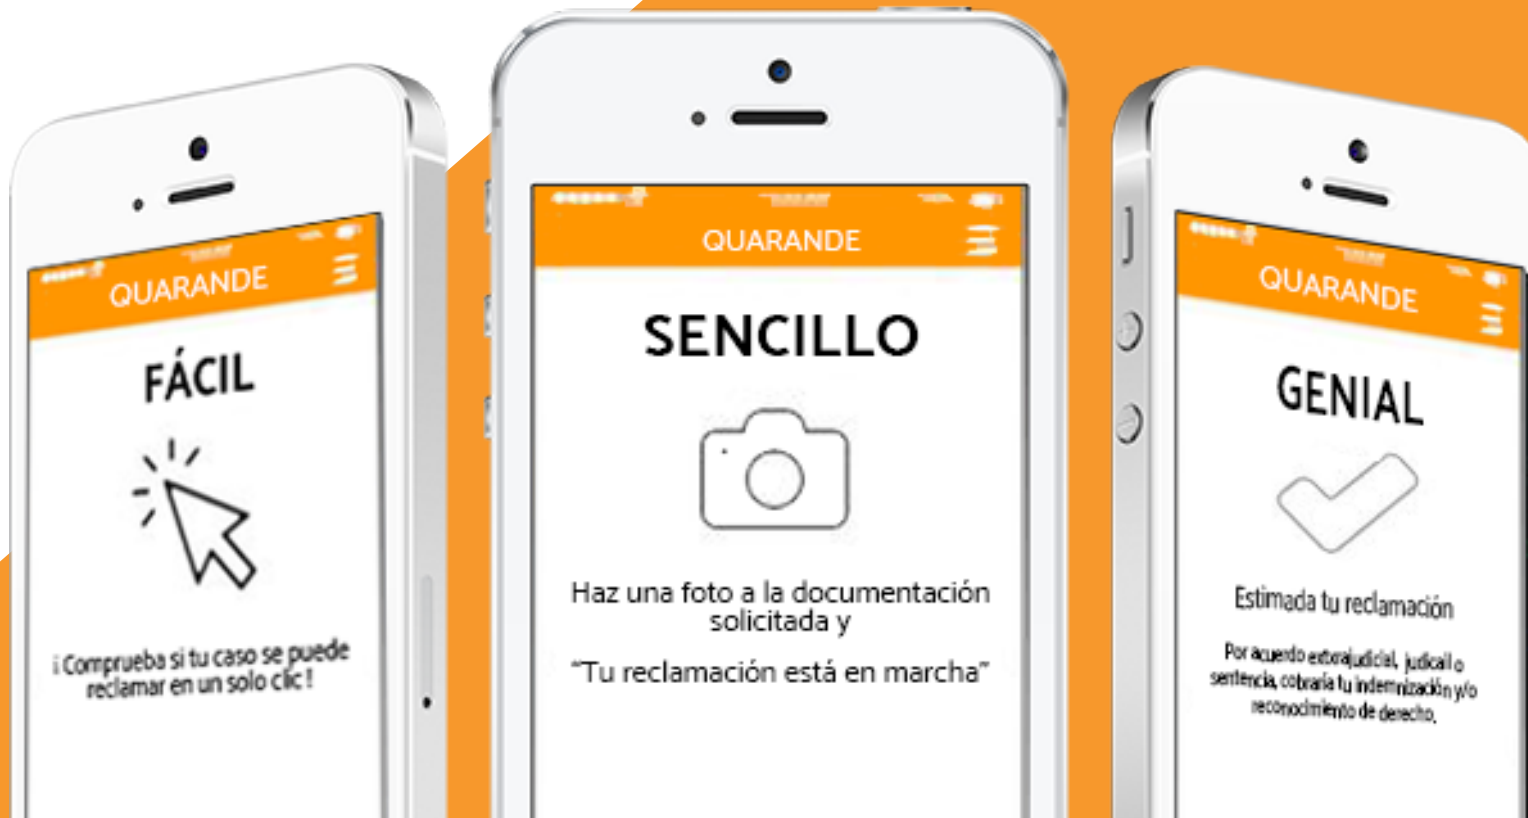 QUARANDE
FÁCIL
¡ Comprueba si tu caso se puede
reclamar en un solo clic !
QUARANDE
SENCILLO
Haz una foto a la documentación
solicitada y
“Tu reclamación está en marcha”
QUARANDE
GENIAL
Estimada tu reclamación
Por acuerdo extorajudicial, judicail o
sentencia, cobraría tu indemnización y/o
reconocimiento de derecho.